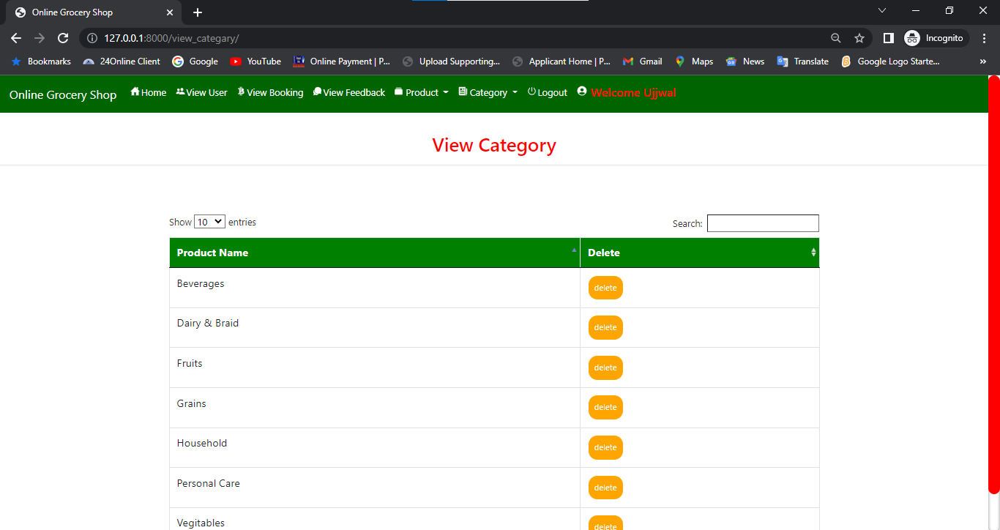 Online Grocery Shop
127.0.0.1:8000/view_categary/
Incognito
Bookmarks 24Online Client Google YouTube Online Payment | P... Upload Supporting... Applicant Home | P... Gmail Maps News Translate Google Logo Starte... »
Online Grocery Shop Home View User View Booking View Feedback Product Category Logout Welcome Ujjwal
View Category
Show 10 entries
Search:
Product Name Delete
Beverages delete
Dairy & Braid delete
Fruits delete
Grains delete
Household delete
Personal Care delete
Vegitables delete